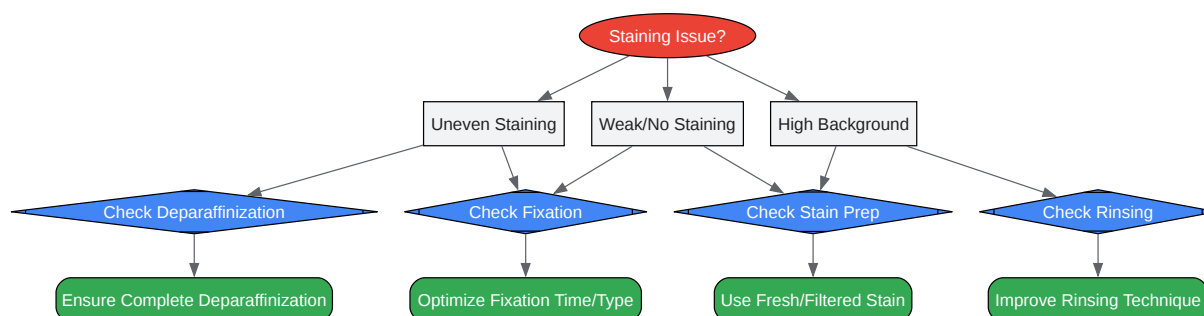 Staining Issue?
Uneven Staining
Weak/No Staining
High Background
Check Deparaffinization
Check Fixation
Check Stain Prep
Check Rinsing
Ensure Complete Deparaffinization
Optimize Fixation Time/Type
Use Fresh/Filtered Stain
Improve Rinsing Technique